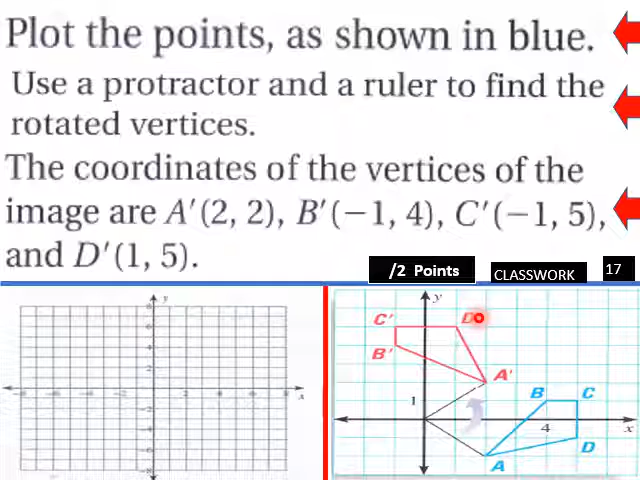 Plot the points, as shown in blue.
Use a protractor and a ruler to find the
rotated vertices.
The coordinates of the vertices of the
image are A′(2, 2), B′(−1, 4), C′(−1, 5),
and D′(1, 5).
/2 Points
CLASSWORK
17
y
x
y
C′
D
B′
A′
1
B
C
4
x
D
A